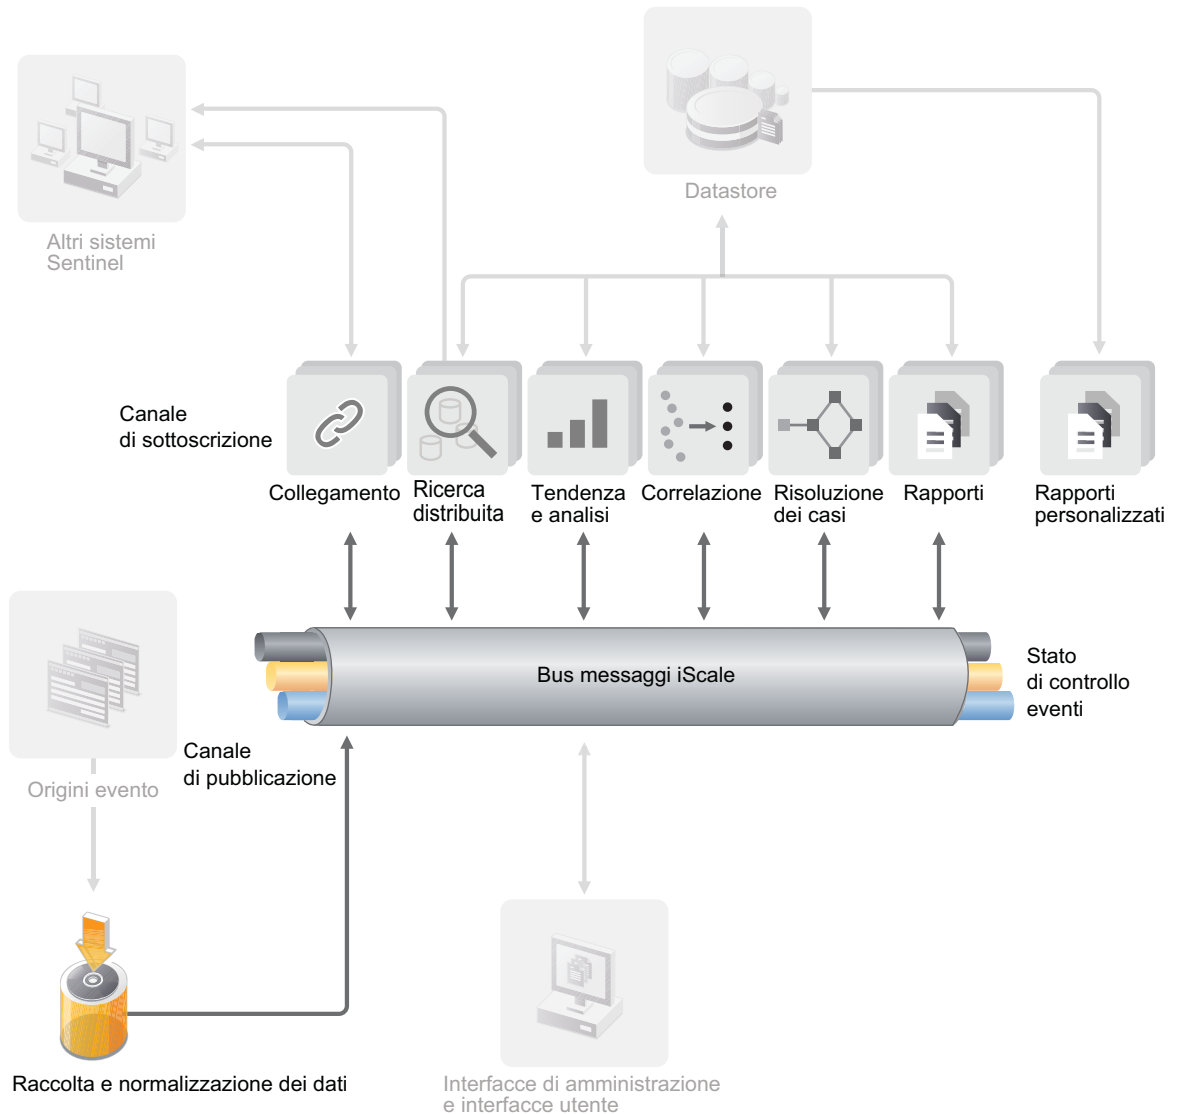 Datastore
Altri sistemi
Sentinel
Canale
di sottoscrizione
Collegamento
Ricerca
distribuita
Tendenza
e analisi
Correlazione
Risoluzione
dei casi
Rapporti
Rapporti
personalizzati
Bus messaggi iScale
Stato
di controllo
eventi
Canale
di pubblicazione
Origini evento
Raccolta e normalizzazione dei dati
Interfacce di amministrazione
e interfacce utente